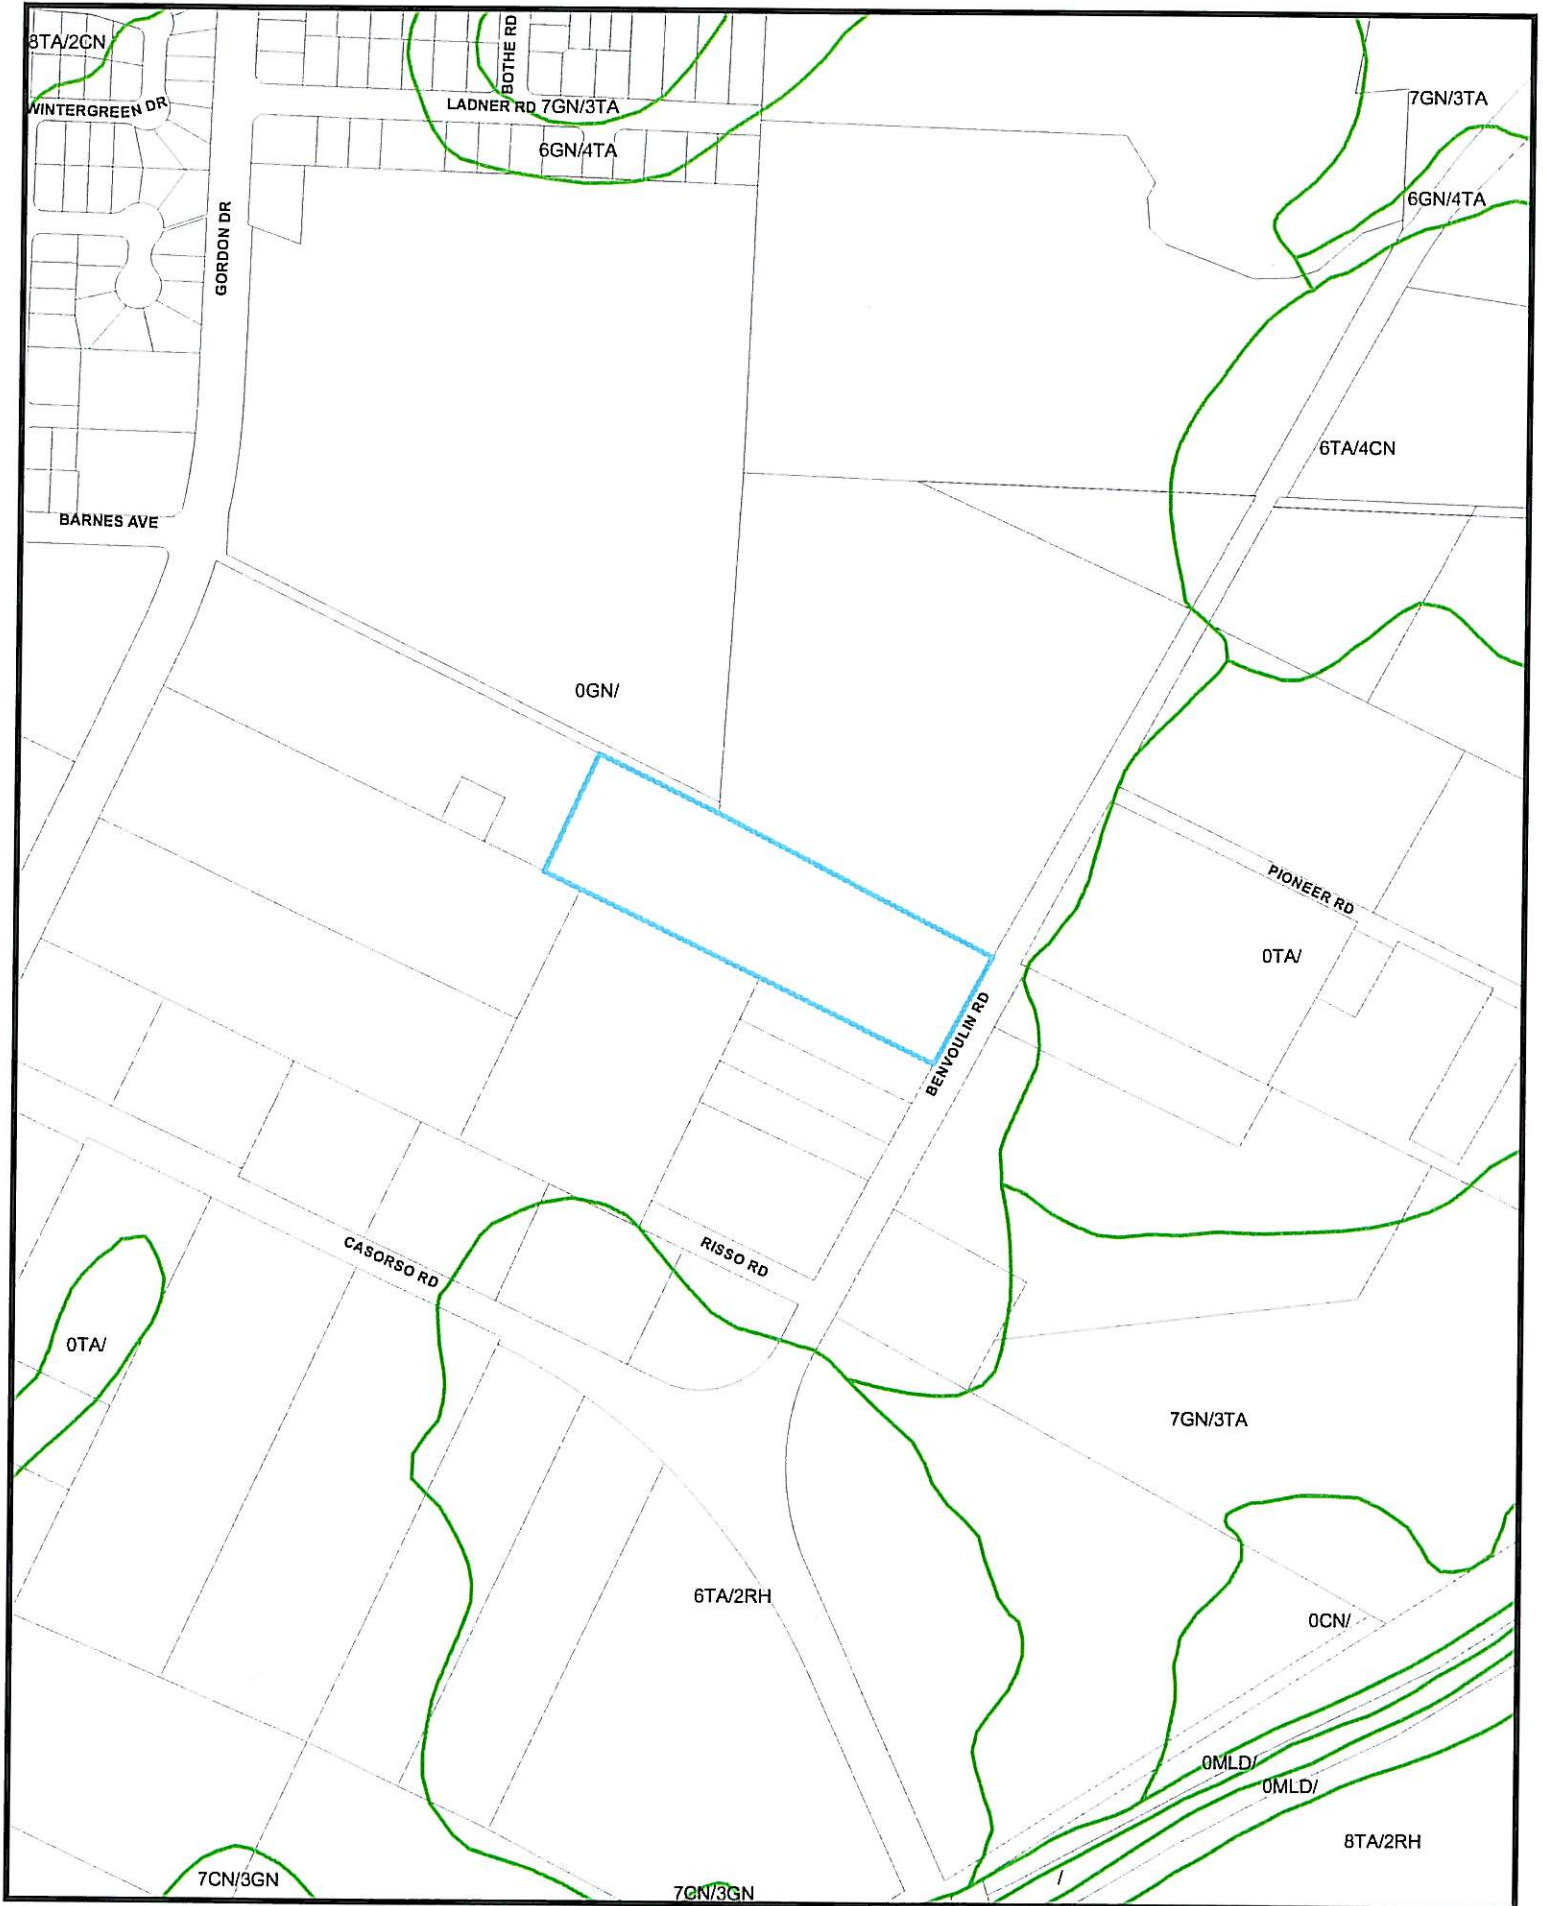 8TA/2CN
BOTHE RD
WINTERGREEN DR
LADNER RD
7GN/3TA
7GN/3TA
6GN/4TA
6GN/4TA
GORDON DR
6TA/4CN
BARNES AVE
0GN/
PIONEER RD
0TA/
BENVOULIN RD
CASORSO RD
RISSO RD
0TA/
7GN/3TA
6TA/2RH
0CN/
0MLD/
0MLD/
8TA/2RH
7CN/3GN
7CN/3GN
/